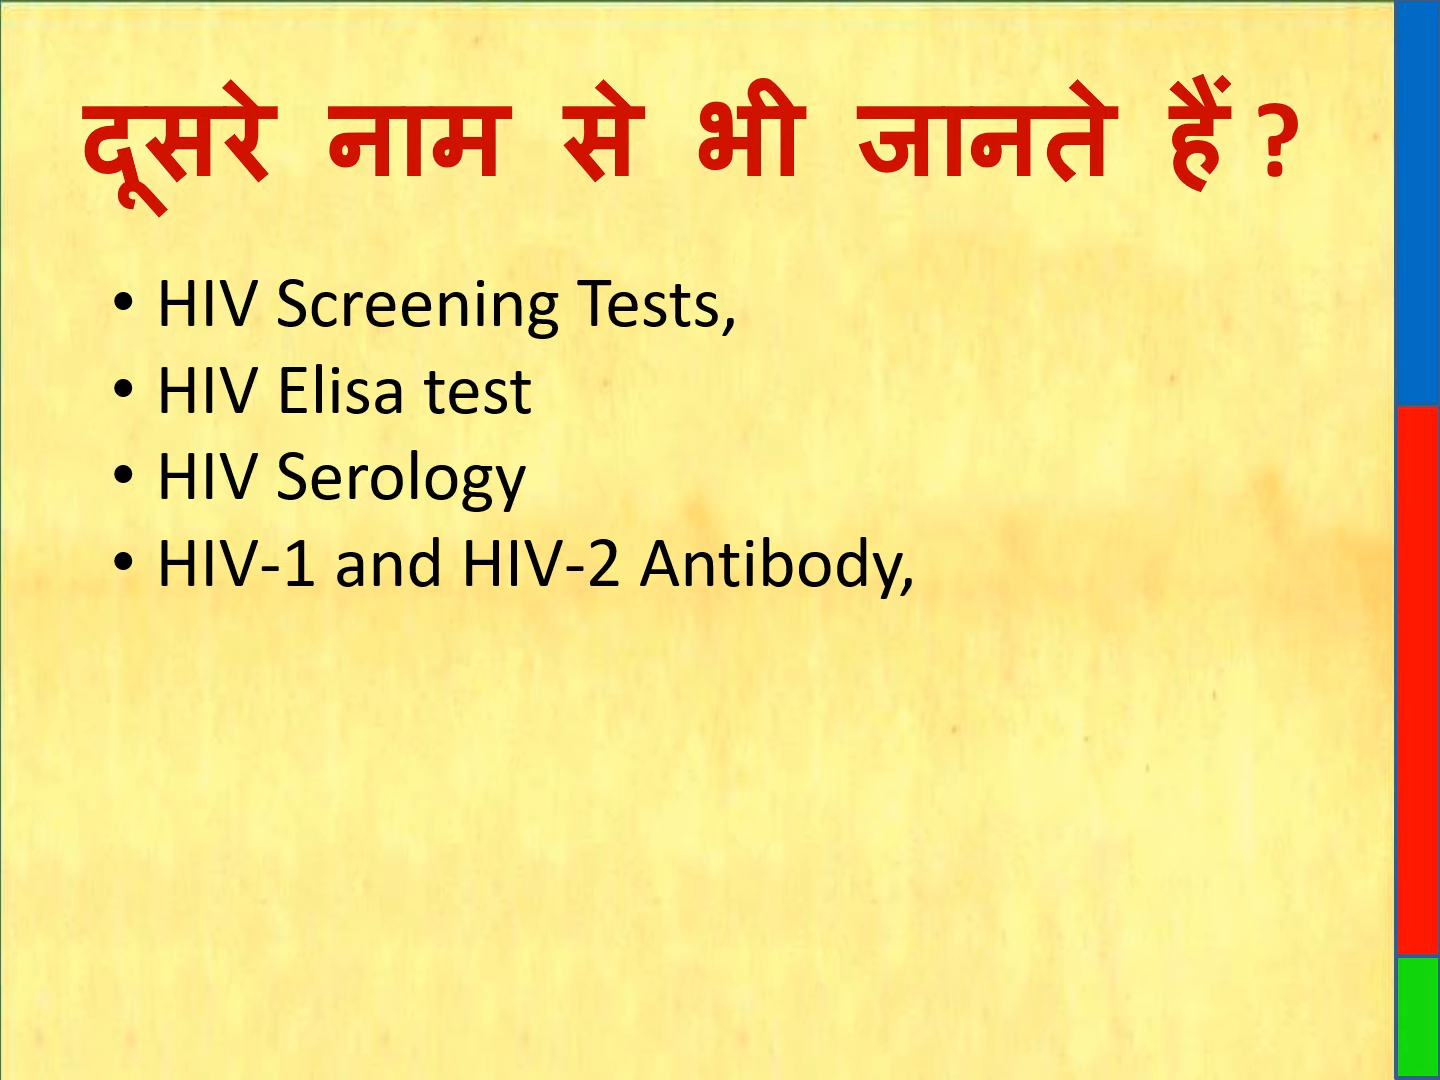 दूसरे नाम से भी जानते हैं ?
• HIV Screening Tests,
• HIV Elisa test
• HIV Serology
• HIV-1 and HIV-2 Antibody,